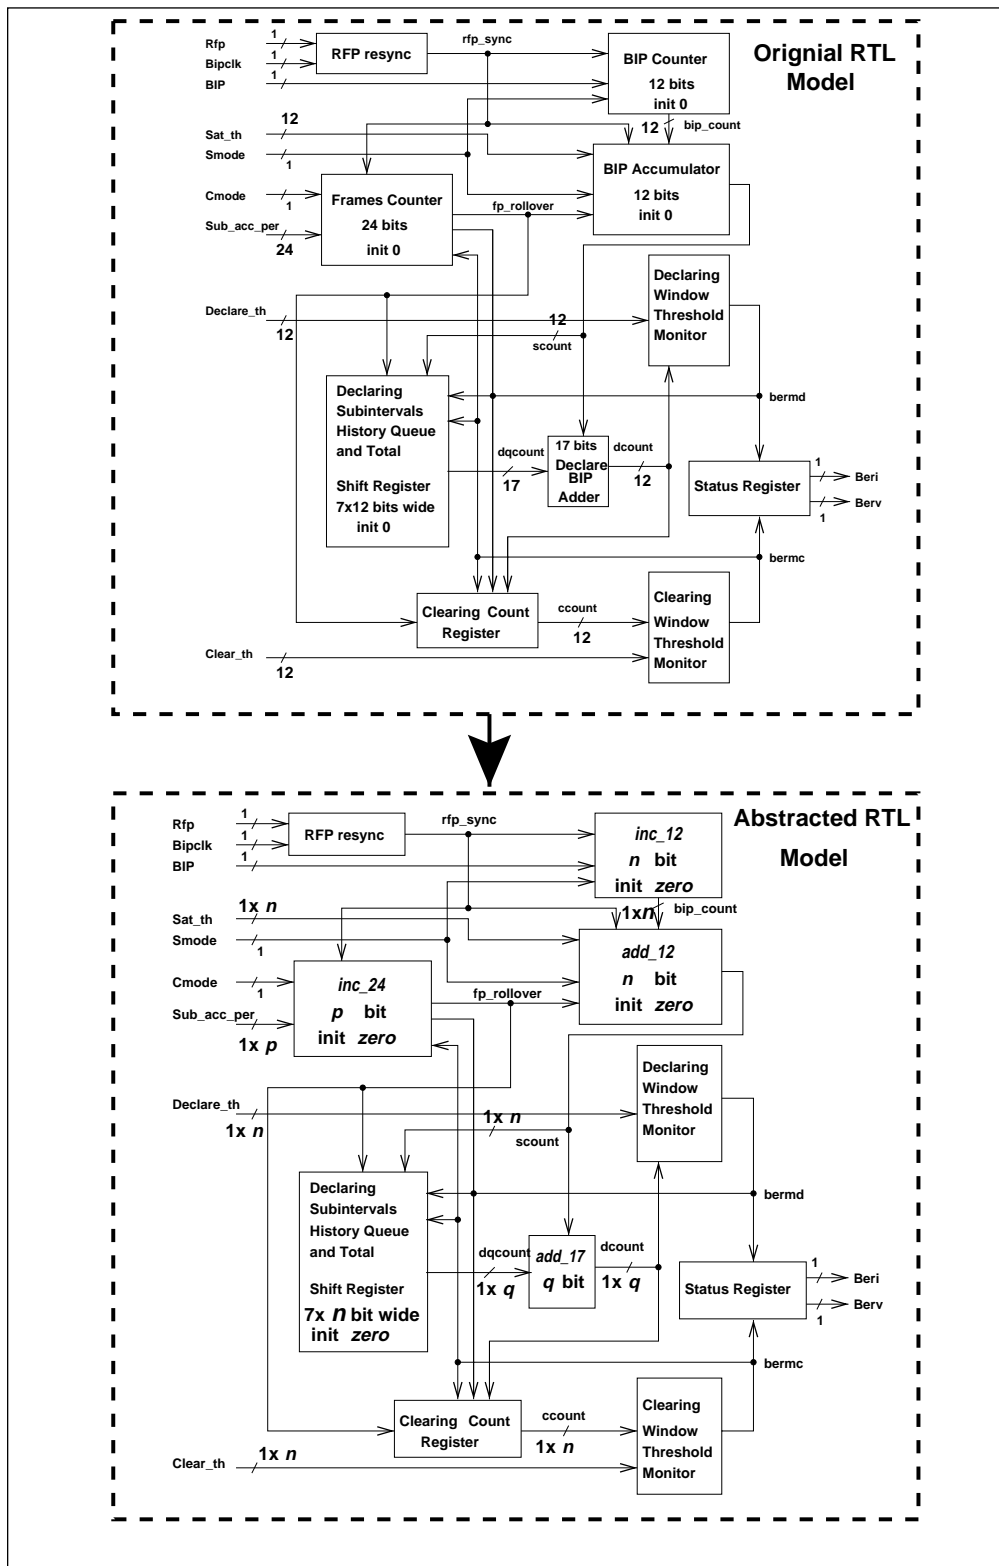 Orignial RTL
Model
Rfp
1
Bipclk
1
BIP
1
RFP resync
rfp_sync
BIP Counter
12 bits
init 0
12
bip_count
Sat_th
12
Smode
1
BIP Accumulator
12 bits
init 0
Cmode
1
Sub_acc_per
24
Frames Counter
24 bits
init 0
fp_rollover
Declare_th
12
12
scount
Declaring
Window
Threshold
Monitor
Declaring
Subintervals
History Queue
and Total
Shift Register
7x12 bits wide
init 0
bermd
dqcount
17
17 bits
Declare
BIP
Adder
dcount
12
Status Register
1
Beri
Berv
1
bermc
Clearing Count
Register
ccount
12
Clearing
Window
Threshold
Monitor
Clear_th
12
Abstracted RTL
Model
Rfp
1
Bipclk
1
BIP
1
RFP resync
rfp_sync
inc_12
n bit
init zero
1xn
bip_count
Sat_th
1x n
Smode
1
add_12
n bit
init zero
Cmode
1
Sub_acc_per
1x p
inc_24
p bit
init zero
fp_rollover
Declare_th
1x n
1x n
scount
Declaring
Window
Threshold
Monitor
Declaring
Subintervals
History Queue
and Total
Shift Register
7x n bit wide
init zero
bermd
dqcount
1x q
add_17
q bit
dcount
1x q
Status Register
1
Beri
Berv
1
bermc
Clearing Count
Register
ccount
1x n
Clearing
Window
Threshold
Monitor
Clear_th
1x n